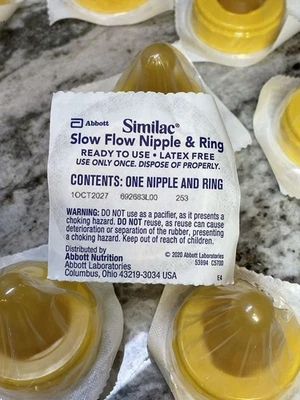 Abbott Similac®
Slow Flow Nipple & Ring
READY TO USE • LATEX FREE
USE ONLY ONCE. DISPOSE OF PROPERLY.
CONTENTS: ONE NIPPLE AND RING
1OCT2027 692683L00 253
WARNING: DO NOT use as a pacifier, as it presents a
choking hazard. DO NOT reuse, as reuse can cause
deterioration or separation of the rubber, presenting
a choking hazard. Keep out of reach of children.
Distributed by
Abbott Nutrition
Abbott Laboratories
Columbus, Ohio 43219-3034 USA
© 2020 Abbott Laboratories
53994 C5700
E4